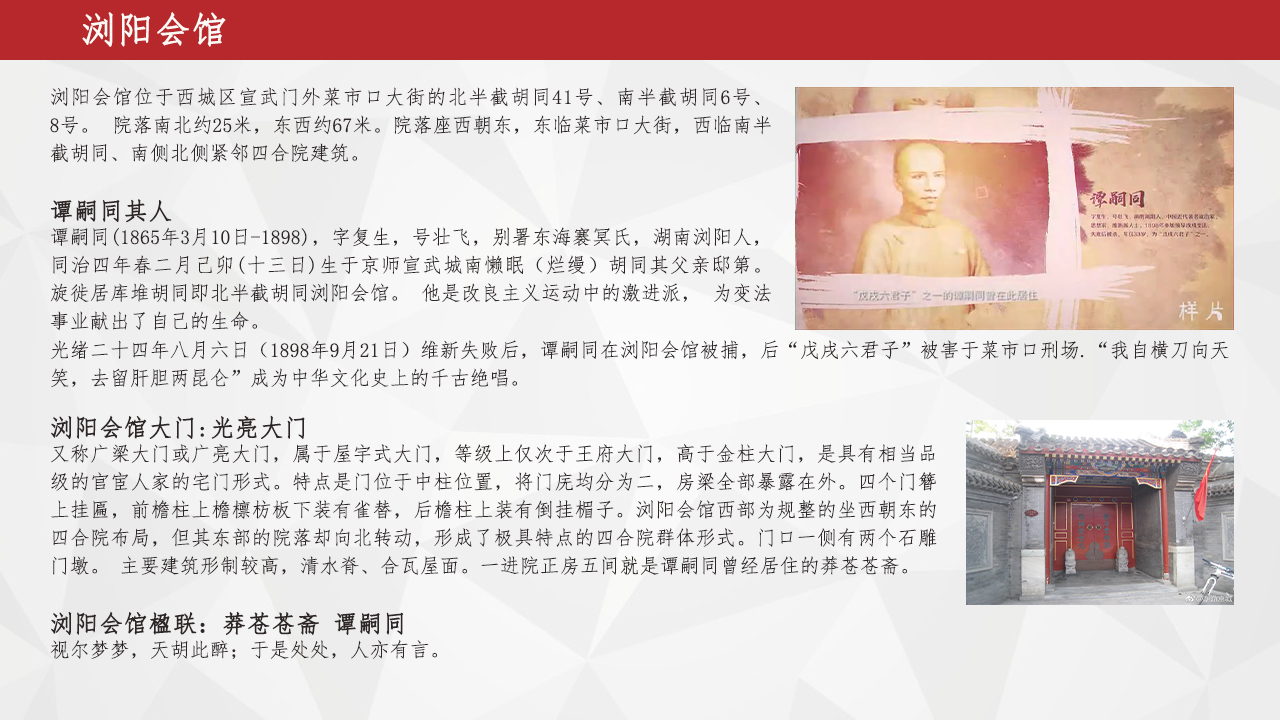 浏阳会馆
浏阳会馆位于西城区宣武门外菜市口大街的北半截胡同41号、南半截胡同6号、
8号。 院落南北约25米，东西约67米。院落座西朝东，东临菜市口大街，西临南半
截胡同、南侧北侧紧邻四合院建筑。
谭嗣同其人
谭嗣同(1865年3月10日-1898)，字复生、号壮飞，别署东海褰冥氏，湖南浏阳人，
同治四年春二月己卯(十三日)生于京师宣武城南懒眠（烂缦）胡同其父亲邸第。
旋徙居库堆胡同即北半截胡同浏阳会馆。 他是改良主义运动中的激进派， 为变法
事业献出了自己的生命。
光绪二十四年八月六日（1898年9月21日）维新失败后，谭嗣同在浏阳会馆被捕，后“戊戌六君子”被害于菜市口刑场.“我自横刀向天
笑，去留肝胆两昆仑”成为中华文化史上的千古绝唱。
谭嗣同
“戊戌六君子”之一的谭嗣同曾在此居住
样片
浏阳会馆大门:光亮大门
又称广梁大门或广亮大门，属于屋宇式大门，等级上仅次于王府大门，高于金柱大门，是具有相当品
级的官宦人家的宅门形式。特点是门位于中柱位置，将门庑均分为二，房梁全部暴露在外。四个门簪
上挂匾，前檐柱上檐檩枋板下装有雀替，后檐柱上装有倒挂楣子。浏阳会馆西部为规整的坐西朝东的
四合院布局，但其东部的院落却向北转动，形成了极具特点的四合院群体形式。门口一侧有两个石雕
门墩。 主要建筑形制较高，清水脊、合瓦屋面。一进院正房五间就是谭嗣同曾经居住的莽苍苍斋。
浏阳会馆楹联：莽苍苍斋 谭嗣同
视尔梦梦，天胡此醉；于是处处，人亦有言。